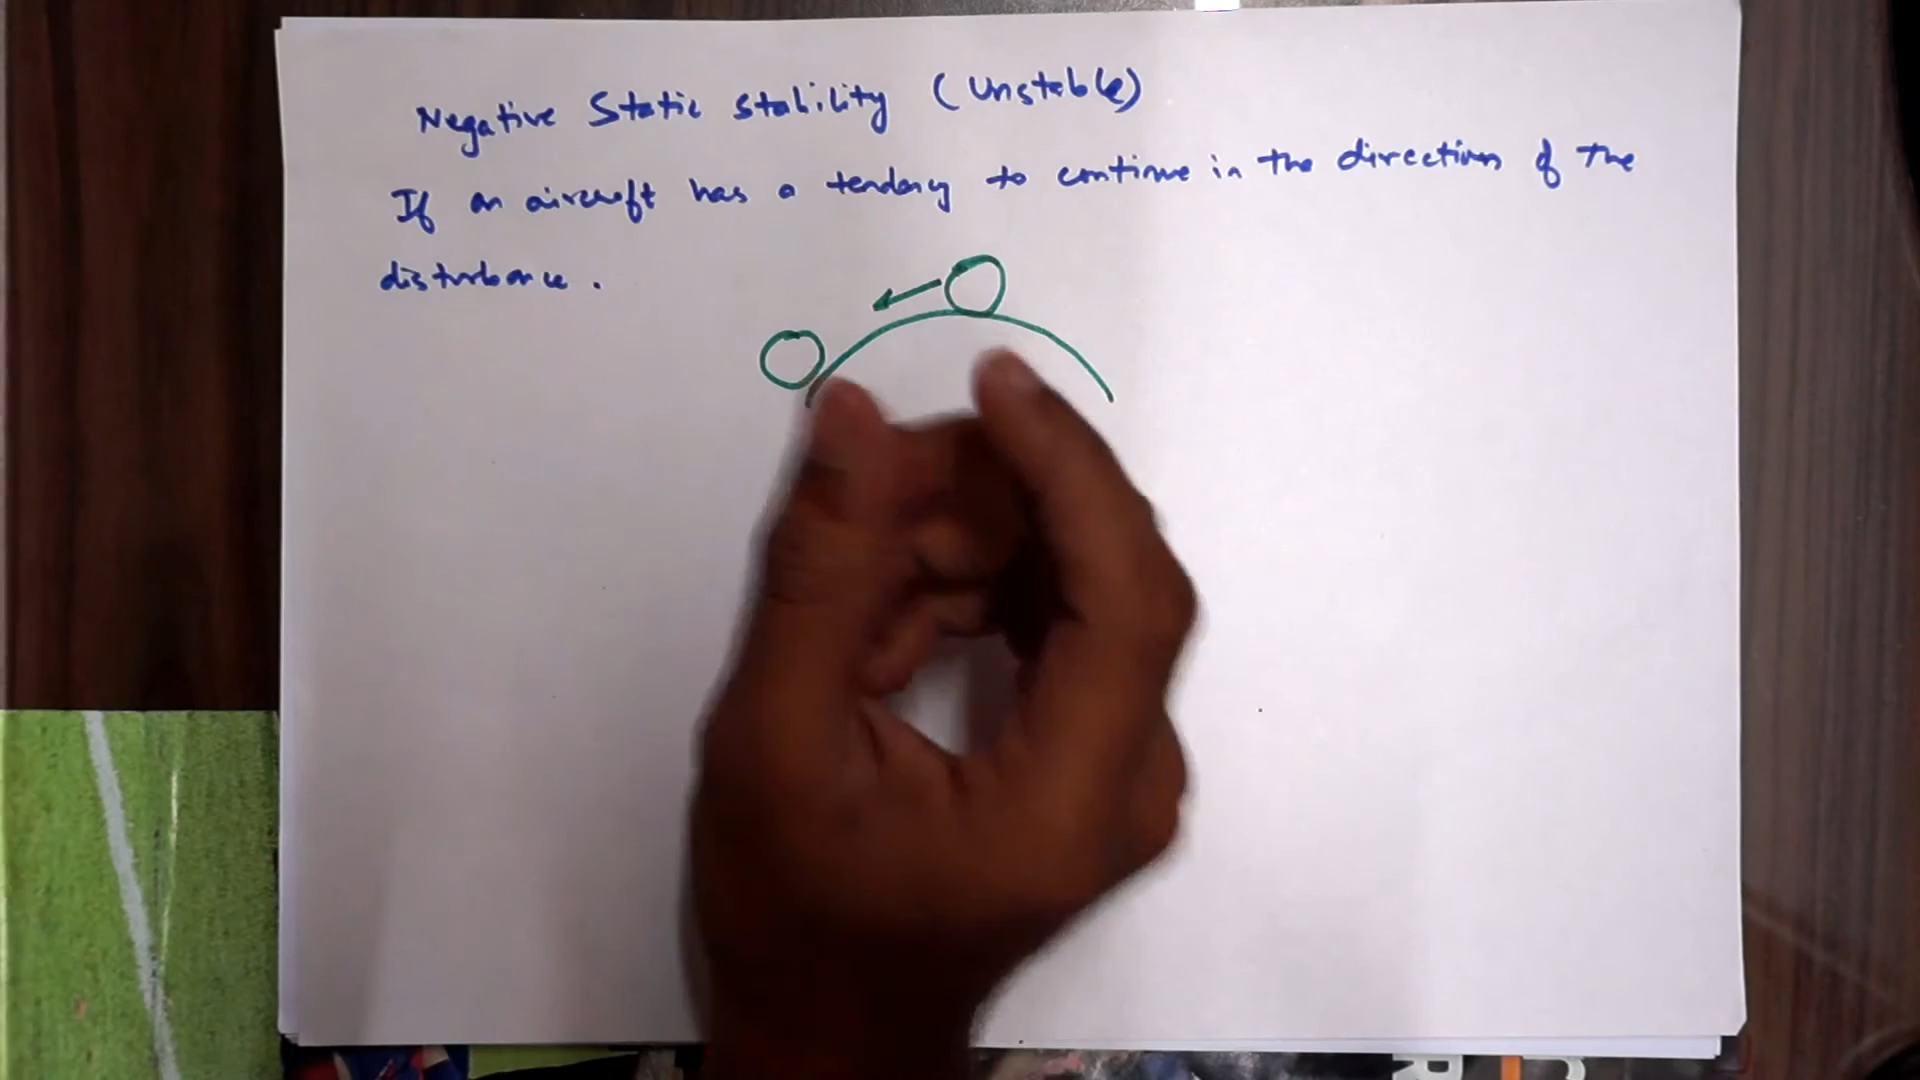 Negative Static Stability (Unstable)
If an aircraft has a tendency to continue in the direction of the
disturbance.
R